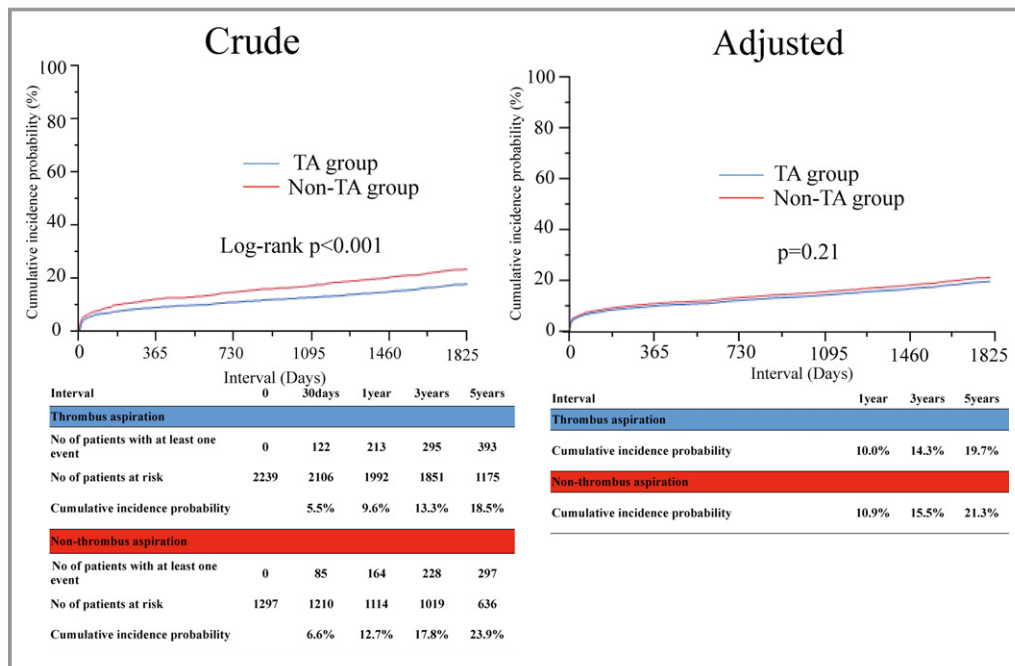 Crude
Cumulative incidence probability (%)
100
80
60
40
20
0
TA group
Non-TA group
Log-rank p<0.001
0 365 730 1095 1460 1825
Interval (Days)
Interval 0 30days 1year 3years 5years
Thrombus aspiration
No of patients with at least one
event
0 122 213 295 393
No of patients at risk 2239 2106 1992 1851 1175
Cumulative incidence probability 5.5% 9.6% 13.3% 18.5%
Non-thrombus aspiration
No of patients with at least one
event
0 85 164 228 297
No of patients at risk 1297 1210 1114 1019 636
Cumulative incidence probability 6.6% 12.7% 17.8% 23.9%
Adjusted
Cumulative incidence probability (%)
100
80
60
40
20
0
TA group
Non-TA group
p=0.21
0 365 730 1095 1460 1825
Interval (Days)
Interval 1year 3years 5years
Thrombus aspiration
Cumulative incidence probability 10.0% 14.3% 19.7%
Non-thrombus aspiration
Cumulative incidence probability 10.9% 15.5% 21.3%